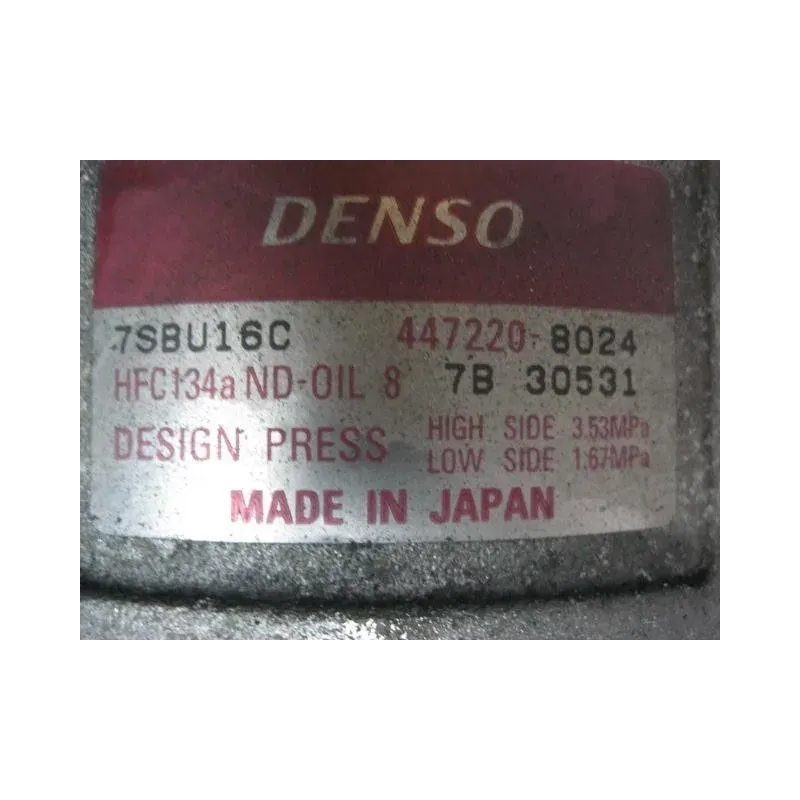 DENSO
7SBU16C 447220-8024
HFC134a ND-OIL 8 7B 30531
DESIGN PRESS HIGH SIDE 3.53MPa
LOW SIDE 1.67MPa
MADE IN JAPAN